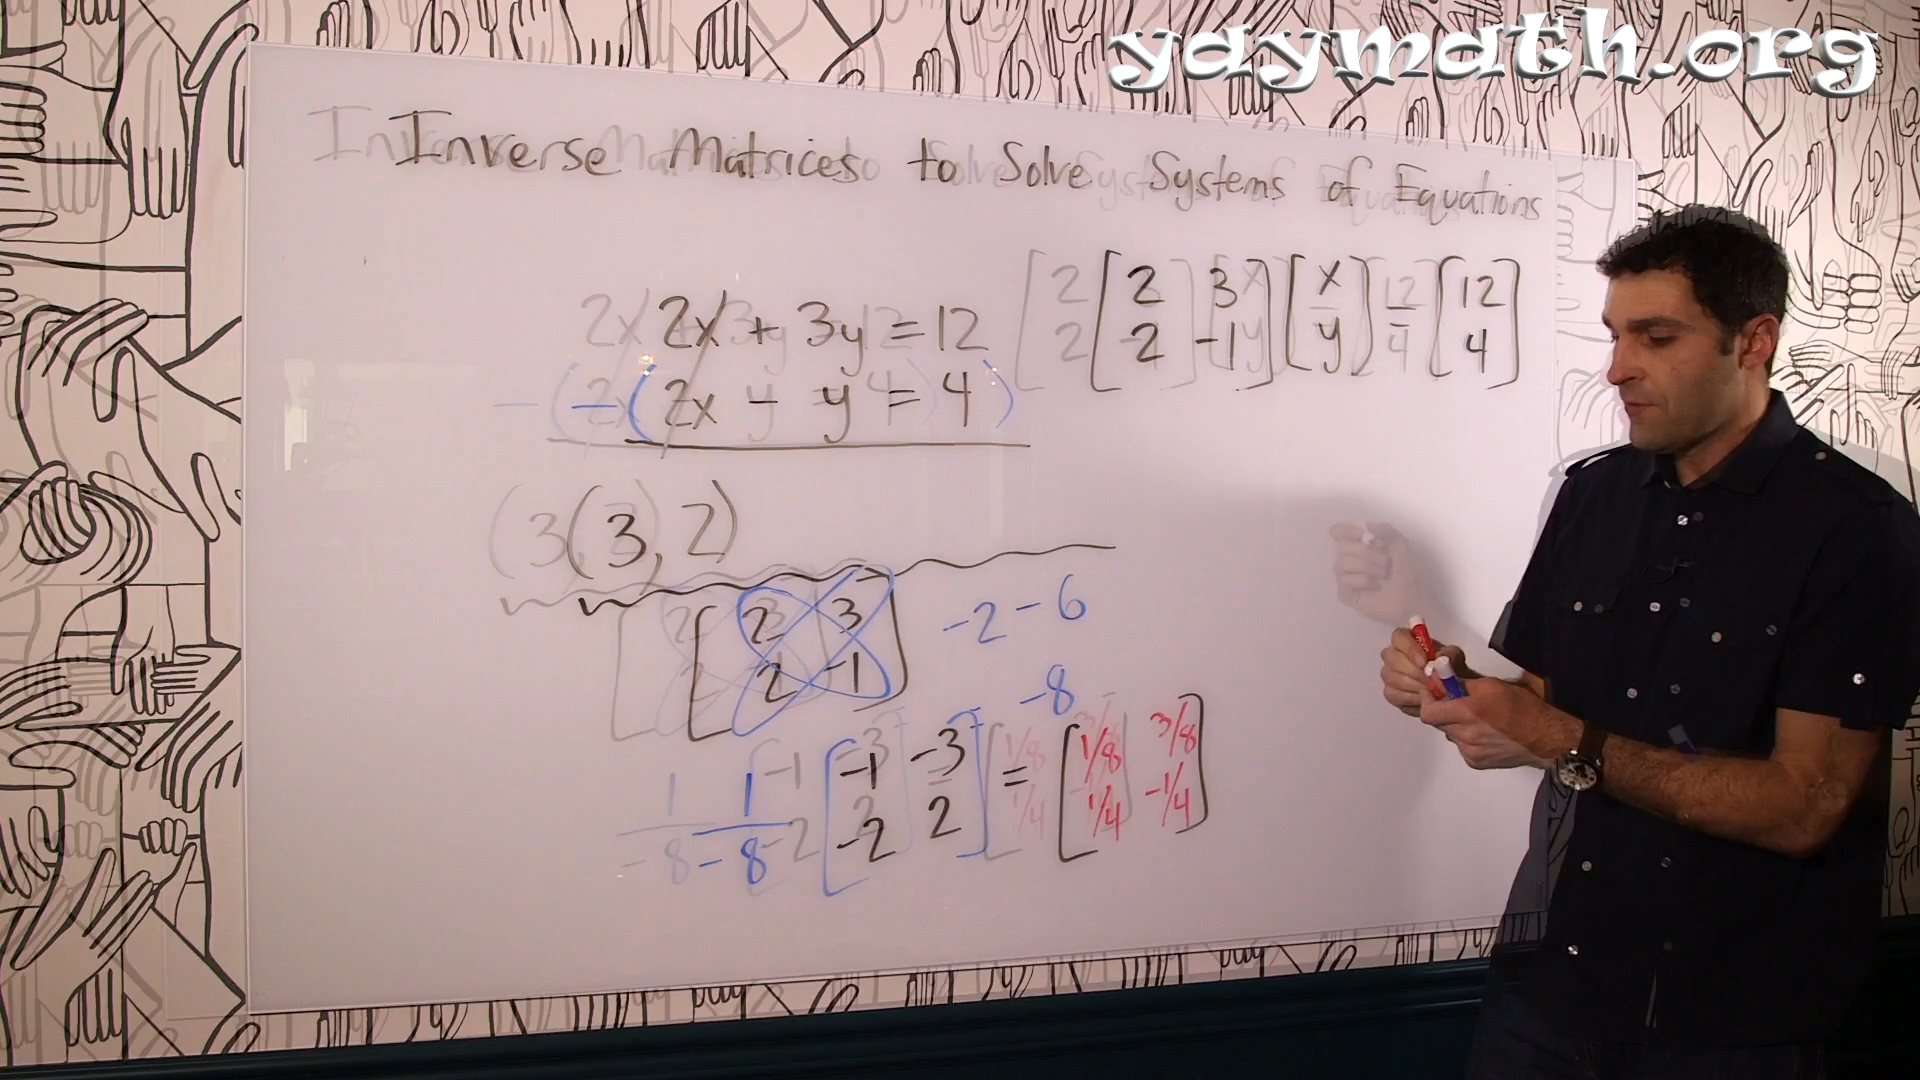 yaymath.org
Inverse Matrices to Solve Systems of Equations
2x + 3y = 12
-(2x - y = 4)
[2 3
2 -1] [x
y] [12
4]
(3, 2)
[2 3
2 -1]
-2 - 6
-8
1/-8 [-1 -3
-2 2] = [1/8 3/8
1/4 -1/4]